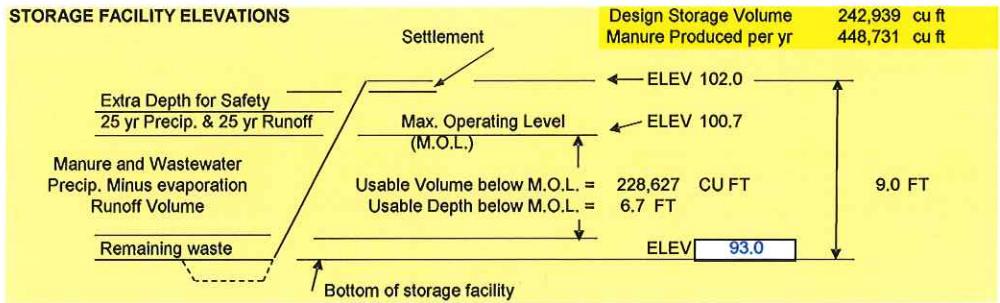 STORAGE FACILITY ELEVATIONS
Design Storage Volume 242,939 cu ft
Manure Produced per yr 448,731 cu ft
Settlement
ELEV 102.0
Extra Depth for Safety
25 yr Precip. & 25 yr Runoff
Max. Operating Level
(M.O.L.)
ELEV 100.7
Manure and Wastewater
Precip. Minus evaporation
Runoff Volume
Usable Volume below M.O.L. = 228,627 CU FT
Usable Depth below M.O.L. = 6.7 FT
9.0 FT
Remaining waste
ELEV 93.0
Bottom of storage facility